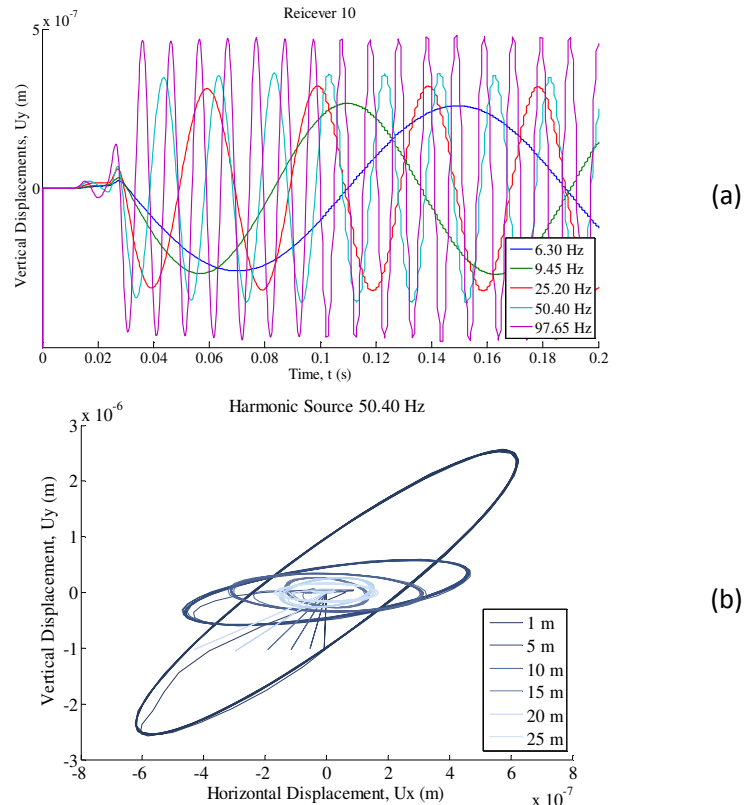 Reicever 10
x 10 -7
5
0
Vertical Displacements, Uy (m)
0 0.02 0.04 0.06 0.08 0.1 0.12 0.14 0.16 0.18 0.2
Time, t (s)
6.30 Hz
9.45 Hz
25.20 Hz
50.40 Hz
97.65 Hz
(a)
Harmonic Source 50.40 Hz
x 10 -6
3
2
1
0
-1
-2
-3
Vertical Displacement, Uy (m)
-8 -6 -4 -2 0 2 4 6 8
x 10 -7
Horizontal Displacement, Ux (m)
1 m
5 m
10 m
15 m
20 m
25 m
(b)